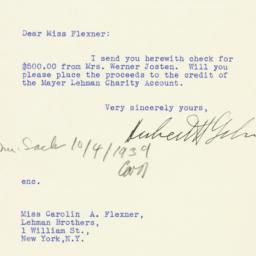 Dear Miss Flexner:
I send you herewith check for
$500.00 from Mrs. Werner Josten. Will you
please place the proceeds to the credit of
the Mayer Lehman Charity Account.
Very sincerely yours,
10/4/1939
enc.
Miss Carolin A. Flexner,
Lehman Brothers,
1 William St.,
New York,N.Y.